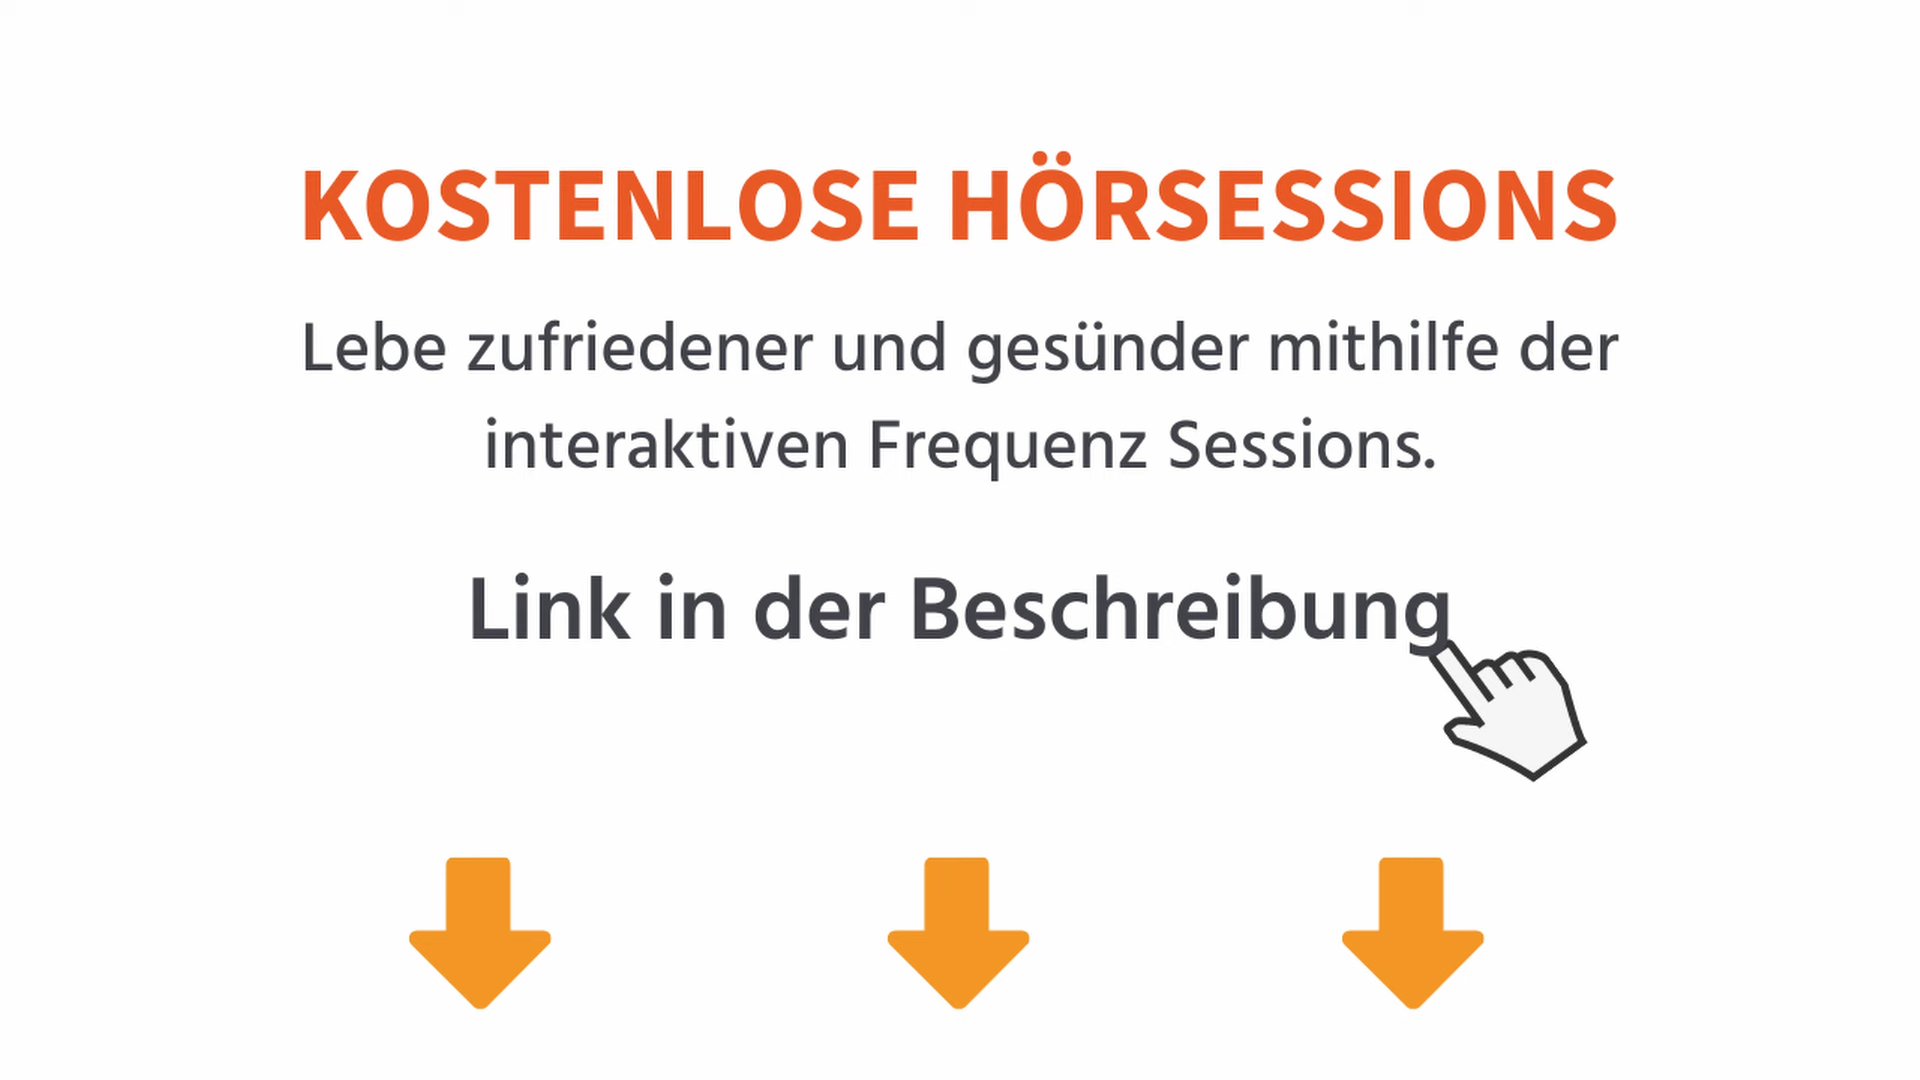 KOSTENLOSE HÖRSESSIONS
Lebe zufriedener und gesünder mithilfe der
interaktiven Frequenz Sessions.
Link in der Beschreibung